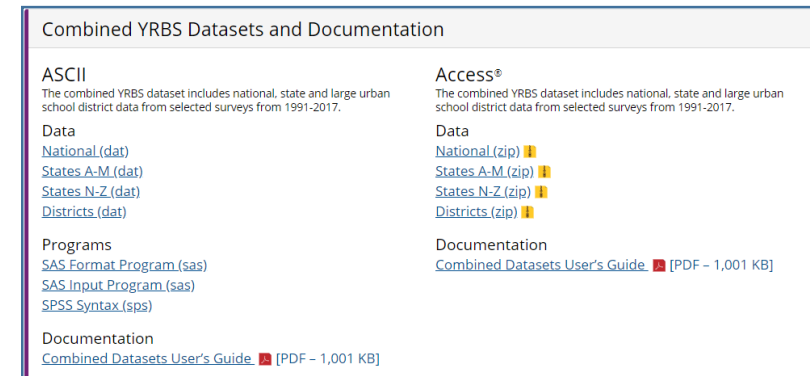 Combined YRBS Datasets and Documentation
ASCII
The combined YRBS dataset includes national, state and large urban
school district data from selected surveys from 1991-2017.
Data
National (dat)
States A-M (dat)
States N-Z (dat)
Districts (dat)
Programs
SAS Format Program (sas)
SAS Input Program (sas)
SPSS Syntax (sps)
Documentation
Combined Datasets User's Guide [PDF – 1,001 KB]
Access®
The combined YRBS dataset includes national, state and large urban
school district data from selected surveys from 1991-2017.
Data
National (zip)
States A-M (zip)
States N-Z (zip)
Districts (zip)
Documentation
Combined Datasets User's Guide [PDF – 1,001 KB]